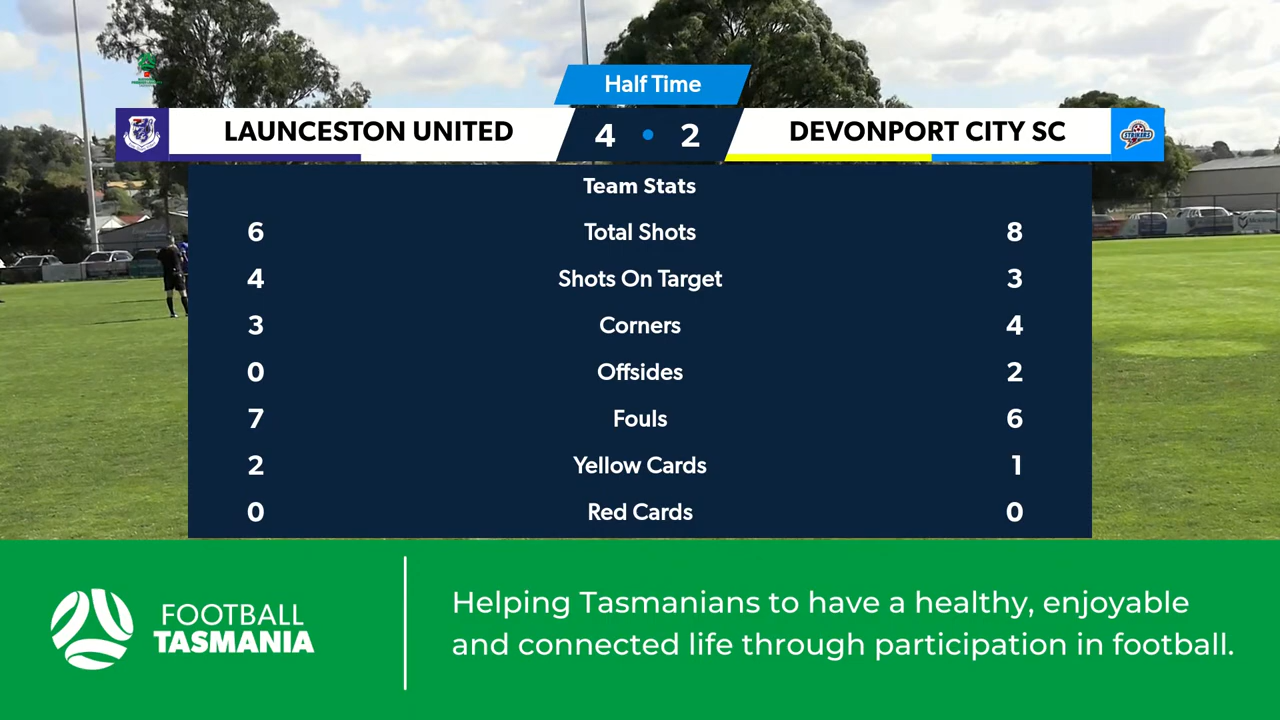 Half Time
LAUNCESTON UNITED 4 • 2 DEVONPORT CITY SC
STRIKERS
Team Stats
6 Total Shots 8
4 Shots On Target 3
3 Corners 4
0 Offsides 2
7 Fouls 6
2 Yellow Cards 1
0 Red Cards 0
FOOTBALL
TASMANIA
Helping Tasmanians to have a healthy, enjoyable
and connected life through participation in football.